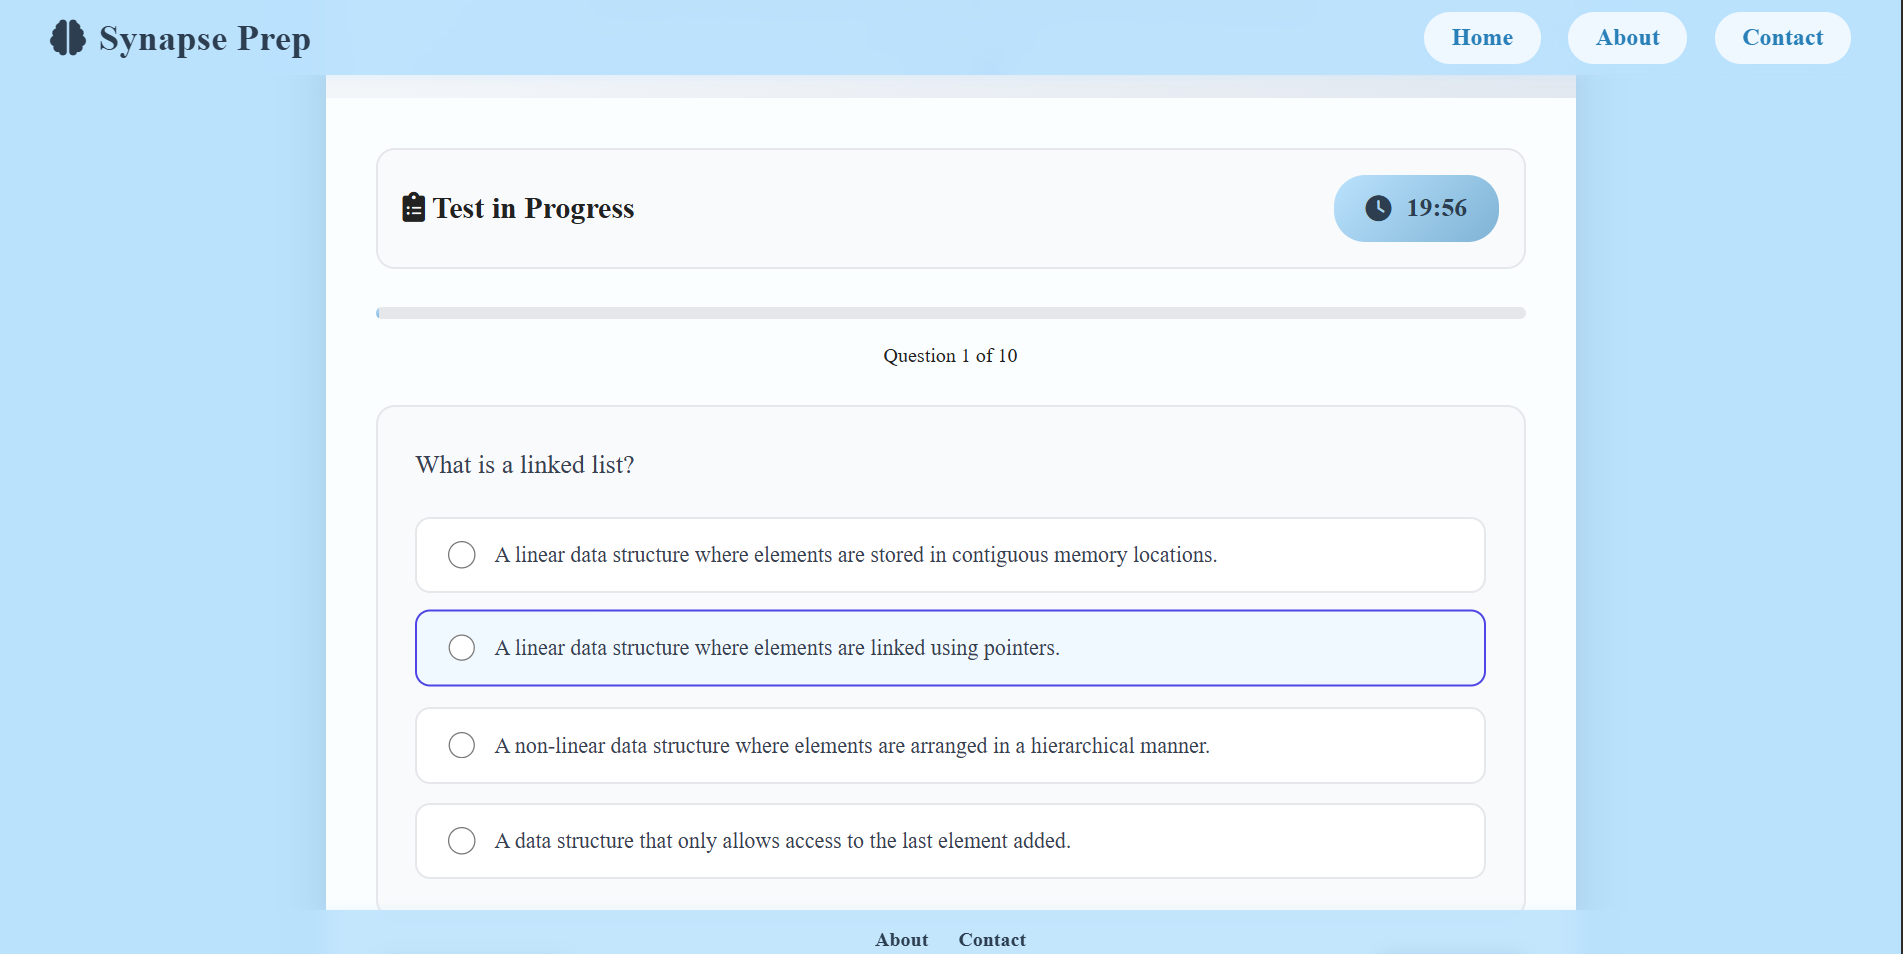 Synapse Prep
Home
About
Contact
Test in Progress
19:56
Question 1 of 10
What is a linked list?
A linear data structure where elements are stored in contiguous memory locations.
A linear data structure where elements are linked using pointers.
A non-linear data structure where elements are arranged in a hierarchical manner.
A data structure that only allows access to the last element added.
About
Contact